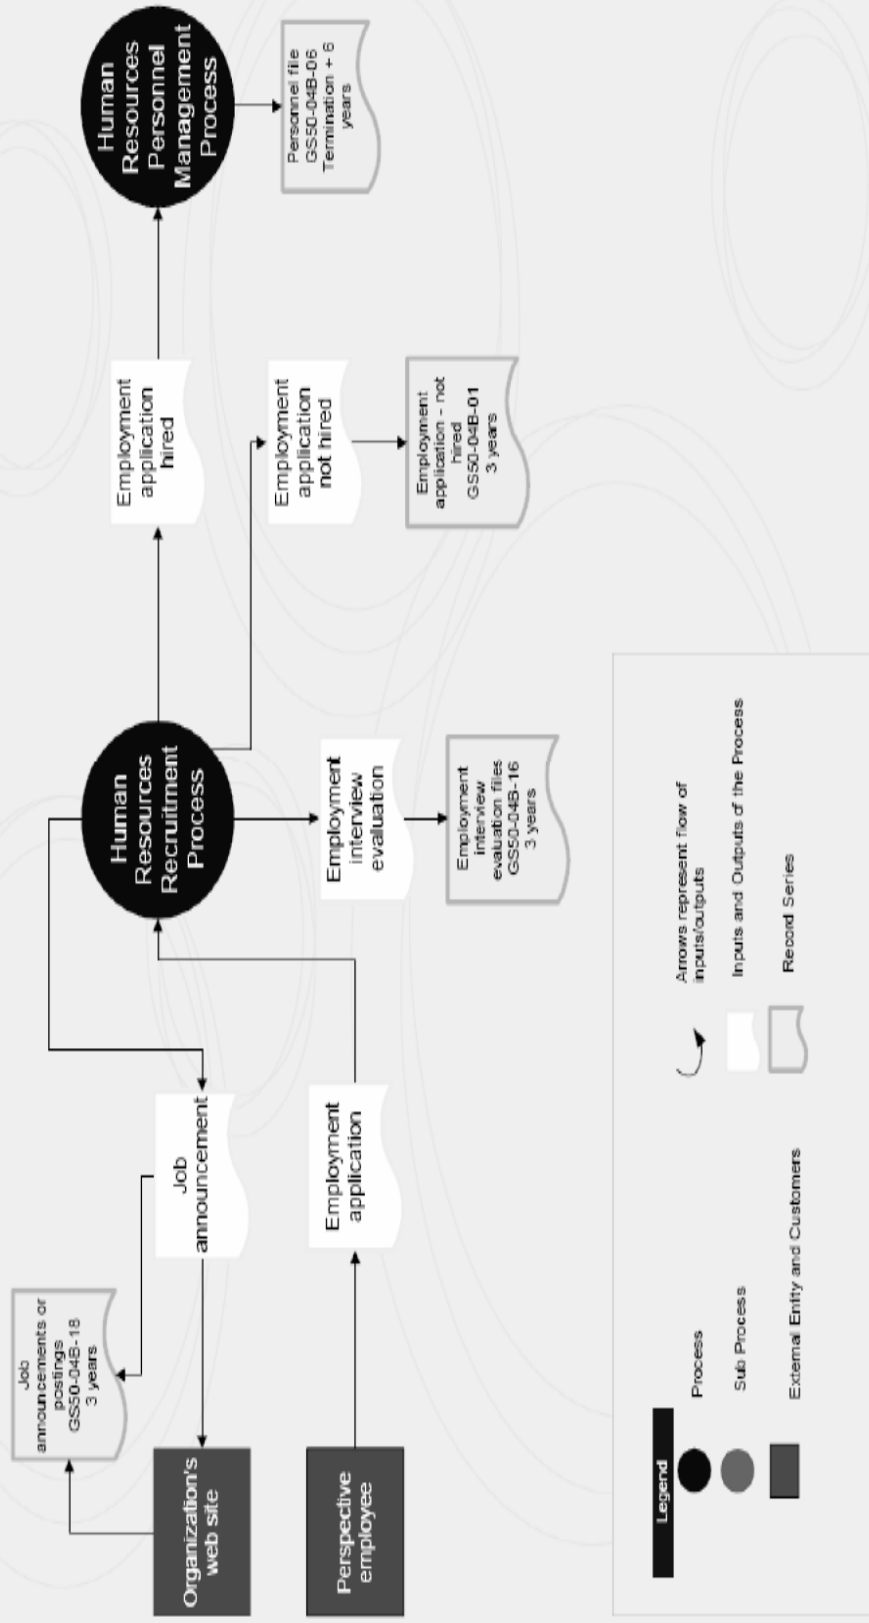 Job
announcements or
postings
GS50-04B-18
3 years
Organization's
web site
Job
announcement
Perspective
employee
Employment
application
Human
Resources
Recruitment
Process
Employment
interview
evaluation
Employment
interview
evaluation files
GS50-04B-16
3 years
Employment
application
hired
Employment
application
not hired
Employment
application - not
hired
GS50-04B-01
3 years
Human
Resources
Personnel
Management
Process
Personnel file
GS50-04B-06
Termination + 6
years
Legend
Process
Sub Process
External Entity and Customers
Arrows represent flow of
inputs/outputs
Inputs and Outputs of the Process
Record Series